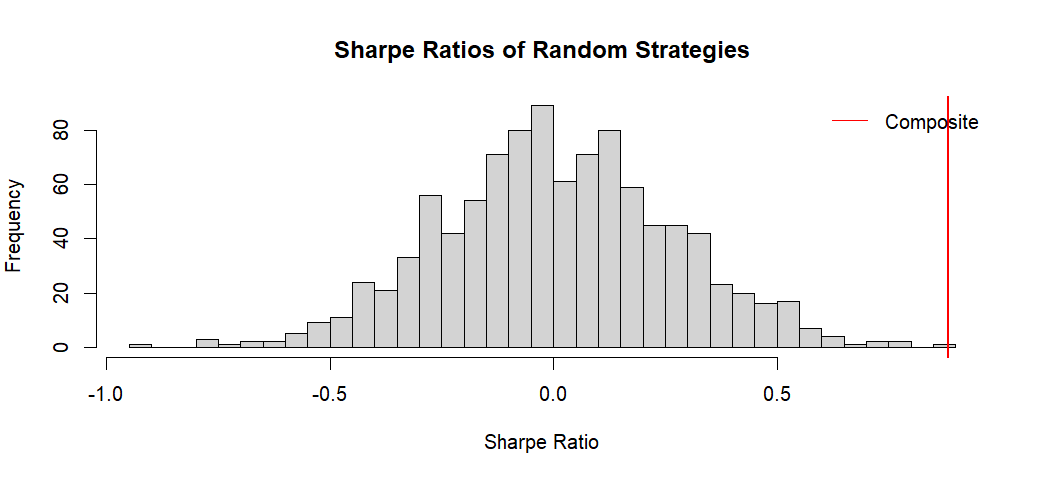 Sharpe Ratios of Random Strategies
Composite
Frequency
80
60
40
20
0
-1.0 -0.5 0.0 0.5
Sharpe Ratio